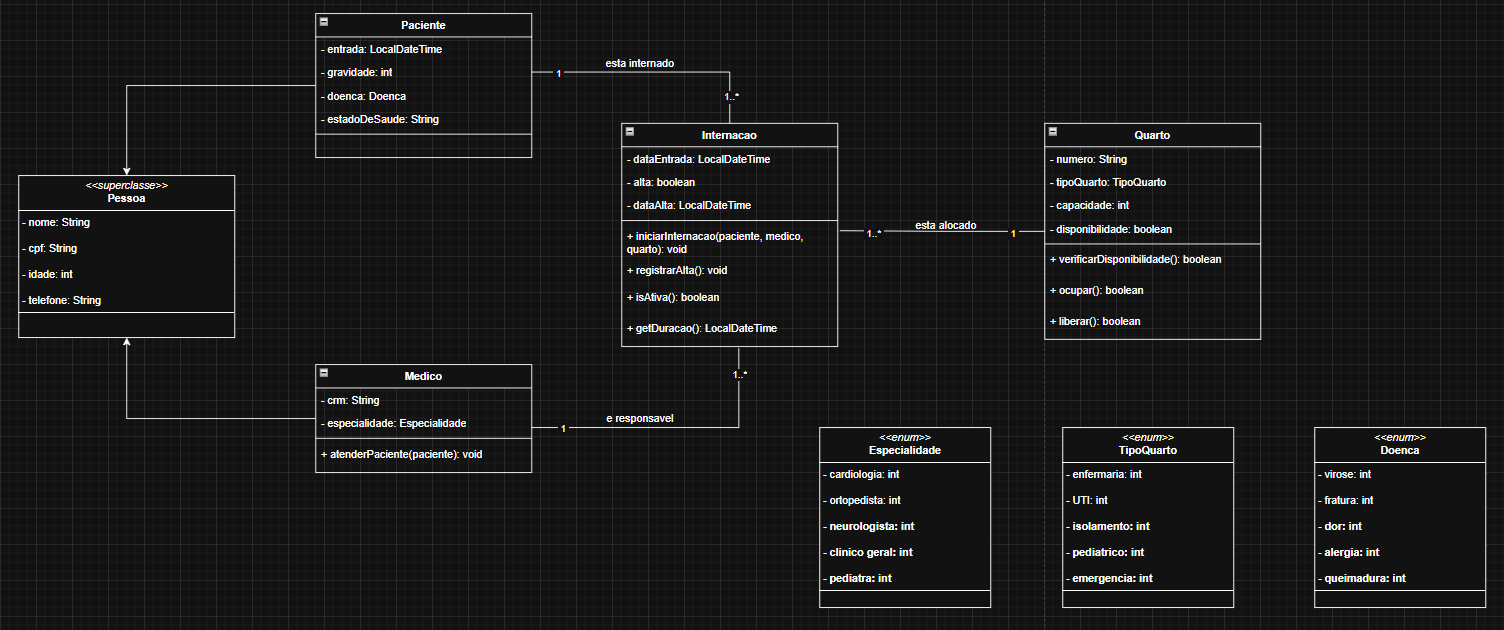 Paciente
- entrada: LocalDateTime
- gravidade: int
- doenca: Doenca
- estadoDeSaude: String
1
esta internado
1..*
<<superclasse>>
Pessoa
- nome: String
- cpf: String
- idade: int
- telefone: String
Internacao
- dataEntrada: LocalDateTime
- alta: boolean
- dataAlta: LocalDateTime
+ iniciarInternacao(paciente, medico,
quarto): void
+ registrarAlta(): void
+ isAtiva(): boolean
+ getDuracao(): LocalDateTime
1..*
esta alocado
1
Quarto
- numero: String
- tipoQuarto: TipoQuarto
- capacidade: int
- disponibilidade: boolean
+ verificarDisponibilidade(): boolean
+ ocupar(): boolean
+ liberar(): boolean
Medico
- crm: String
- especialidade: Especialidade
+ atenderPaciente(paciente): void
1
e responsavel
1..*
<<enum>>
Especialidade
- cardiologia: int
- ortopedista: int
- neurologista: int
- clinico geral: int
- pediatra: int
<<enum>>
TipoQuarto
- enfermaria: int
- UTI: int
- isolamento: int
- pediatrico: int
- emergencia: int
<<enum>>
Doenca
- virose: int
- fratura: int
- dor: int
- alergia: int
- queimadura: int